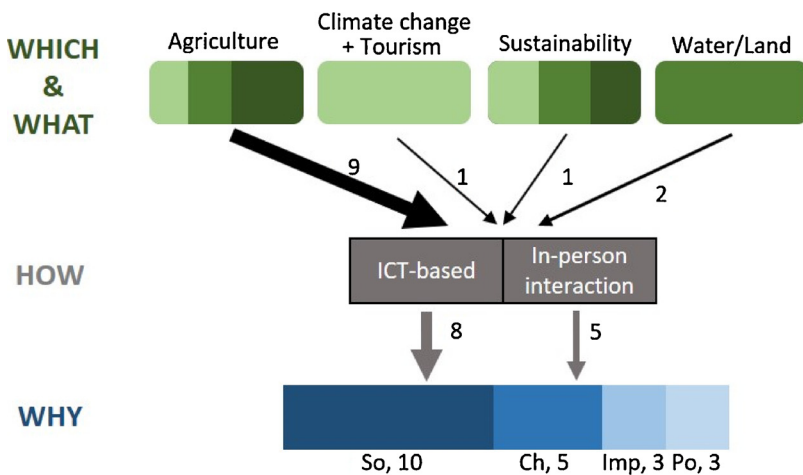 WHICH
&
WHAT
Agriculture
Climate change
+ Tourism
Sustainability
Water/Land
9
1
1
2
HOW
ICT-based
In-person
interaction
8
5
WHY
So, 10
Ch, 5
Imp, 3
Po, 3